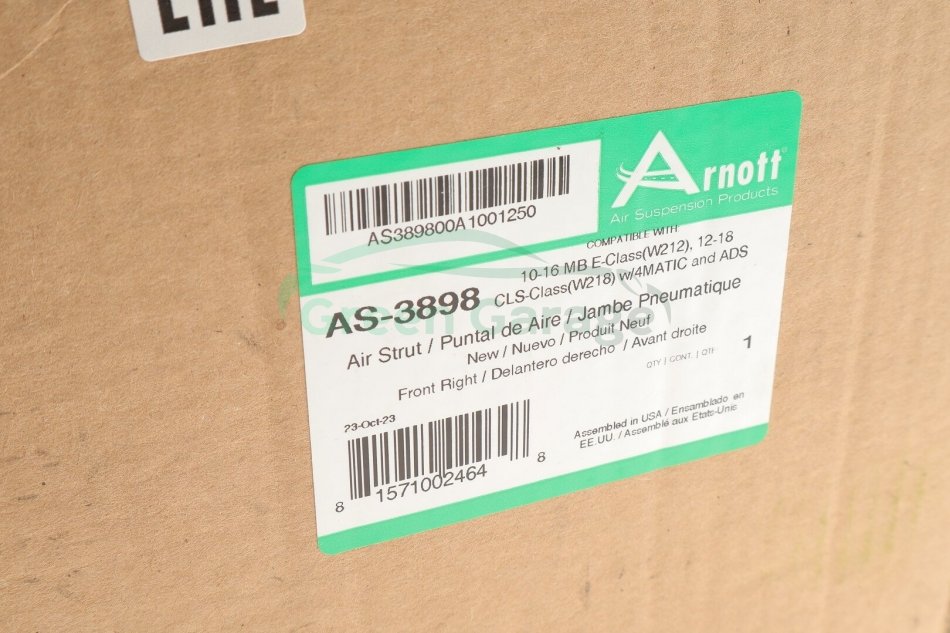 Arnott®
Air Suspension Products
AS389800A1001250
COMPATIBLE WITH:
10-16 MB E-Class(W212), 12-18
CLS-Class(W218) w/4MATIC and ADS
AS-3898
Green Garage
Air Strut / Puntal de Aire / Jambe Pneumatique
New / Nuevo / Produit Neuf
Front Right / Delantero derecho / Avant droite
QTY | CONT. | QTÉ 1
23-Oct-23
Assembled in USA / Ensamblado en
EE.UU. / Assemblé aux Etats-Unis
8 1571002464 8